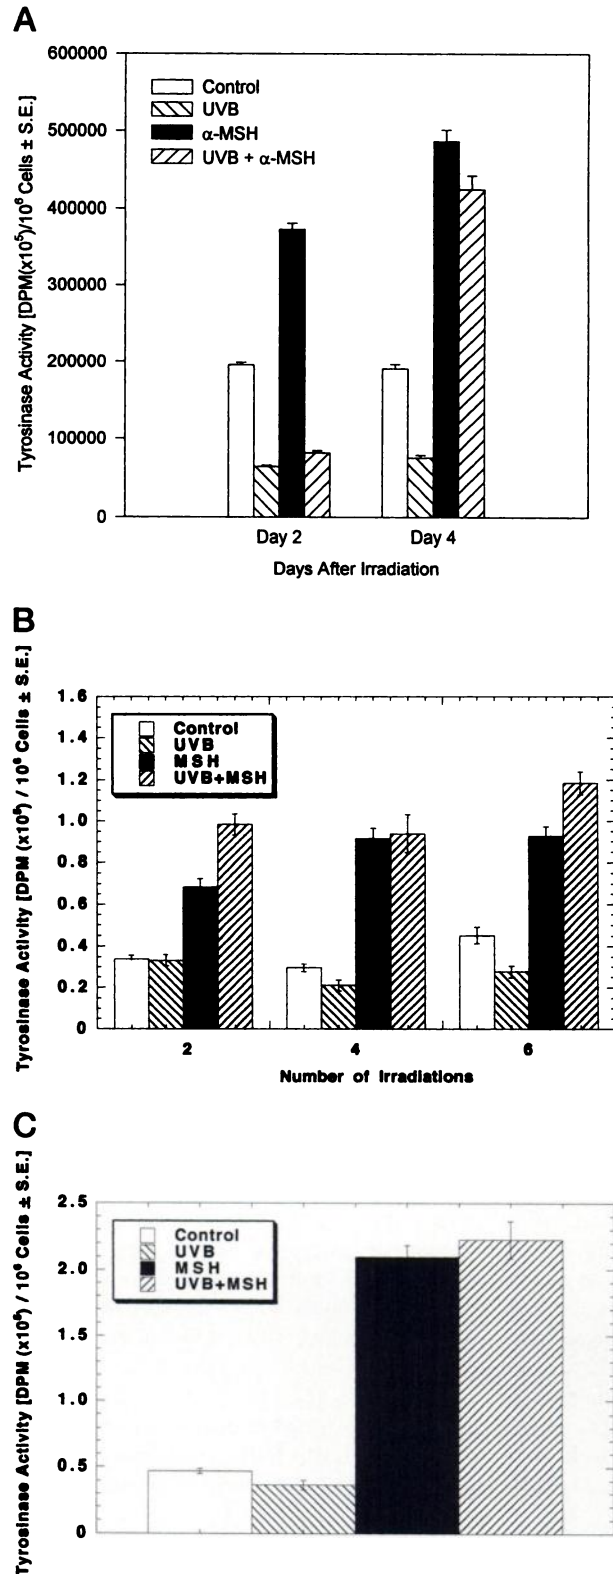 A
Tyrosinase Activity [DPM(x10⁵)/10⁶ Cells ± S.E.]
600000
500000
400000
300000
200000
100000
0
Control
UVB
α-MSH
UVB + α-MSH
Day 2
Day 4
Days After Irradiation
B
Tyrosinase Activity [DPM (x10⁶) / 10⁶ Cells ± S.E.]
1.6
1.4
1.2
1.0
0.8
0.6
0.4
0.2
0
Control
UVB
MSH
UVB+MSH
2
4
6
Number of Irradiations
C
Tyrosinase Activity [DPM (x10⁶) / 10⁶ Cells ± S.E.]
2.5
2.0
1.5
1.0
0.5
0
Control
UVB
MSH
UVB+MSH